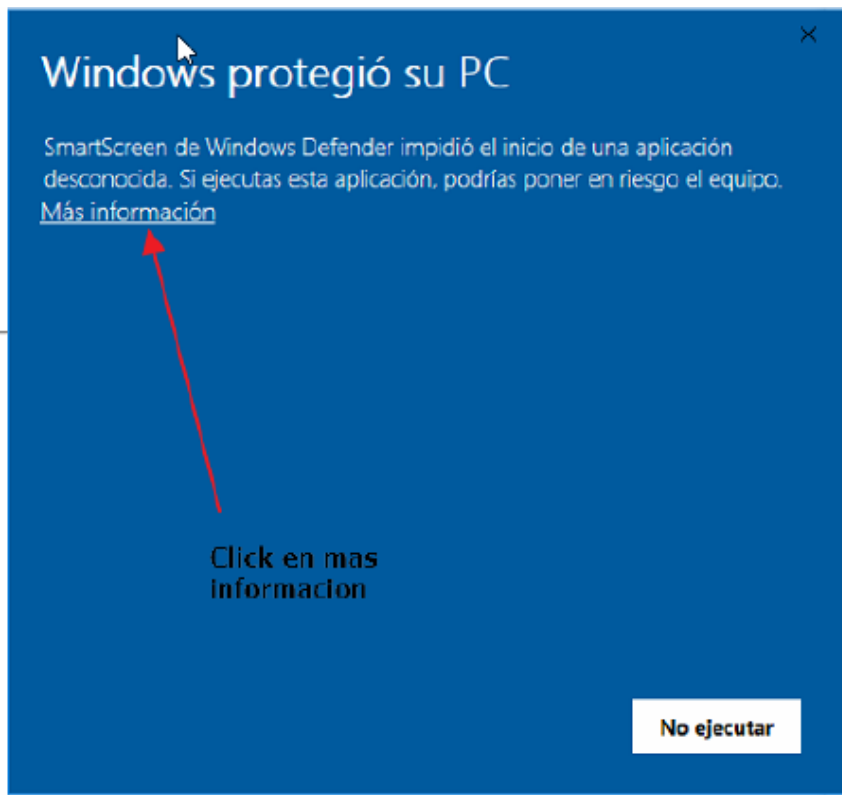 Windows protegió su PC
SmartScreen de Windows Defender impidió el inicio de una aplicación
desconocida. Si ejecutas esta aplicación, podrías poner en riesgo el equipo.
Más información
Click en mas
informacion
No ejecutar